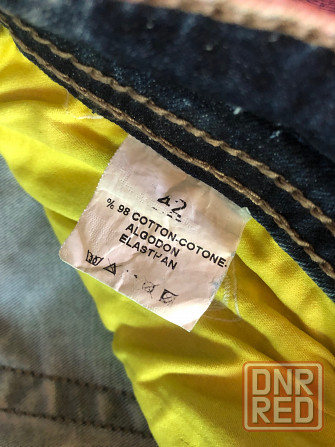 42
% 98 COTTON-COTONE-
ALGODON
ELASTHAN
DNR
RED